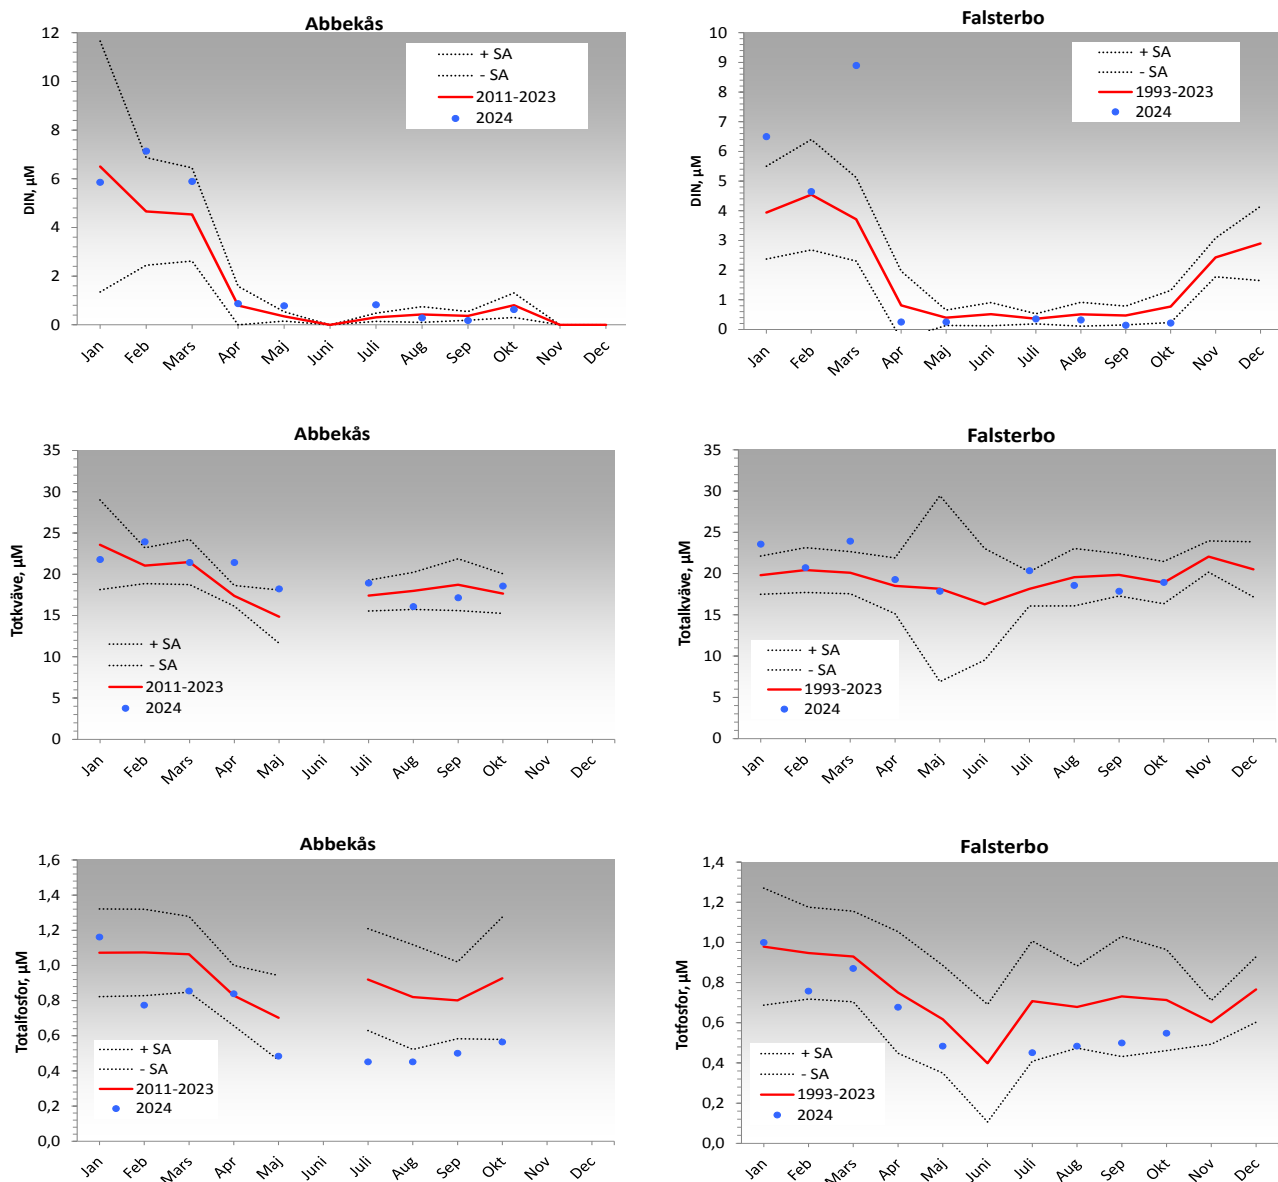 Abbekås
DIN, µM
12
10
8
6
4
2
0
+ SA
- SA
2011-2023
2024
Jan Feb Mars Apr Maj Juni Juli Aug Sep Okt Nov Dec
Falsterbo
DIN, µM
10
9
8
7
6
5
4
3
2
1
0
+ SA
- SA
1993-2023
2024
Jan Feb Mars Apr Maj Juni Juli Aug Sep Okt Nov Dec
Abbekås
Totkväve, µM
35
30
25
20
15
10
5
0
+ SA
- SA
2011-2023
2024
Jan Feb Mars Apr Maj Juni Juli Aug Sep Okt Nov Dec
Falsterbo
Totalkväve, µM
35
30
25
20
15
10
5
0
+ SA
- SA
1993-2023
2024
Jan Feb Mars Apr Maj Juni Juli Aug Sep Okt Nov Dec
Abbekås
Totalfosfor, µM
1,6
1,4
1,2
1,0
0,8
0,6
0,4
0,2
0,0
+ SA
- SA
2011-2023
2024
Jan Feb Mars Apr Maj Juni Juli Aug Sep Okt Nov Dec
Falsterbo
Totfosfor, µM
1,4
1,2
1,0
0,8
0,6
0,4
0,2
0,0
+ SA
- SA
1993-2023
2024
Jan Feb Mars Apr Maj Juni Juli Aug Sep Okt Nov Dec